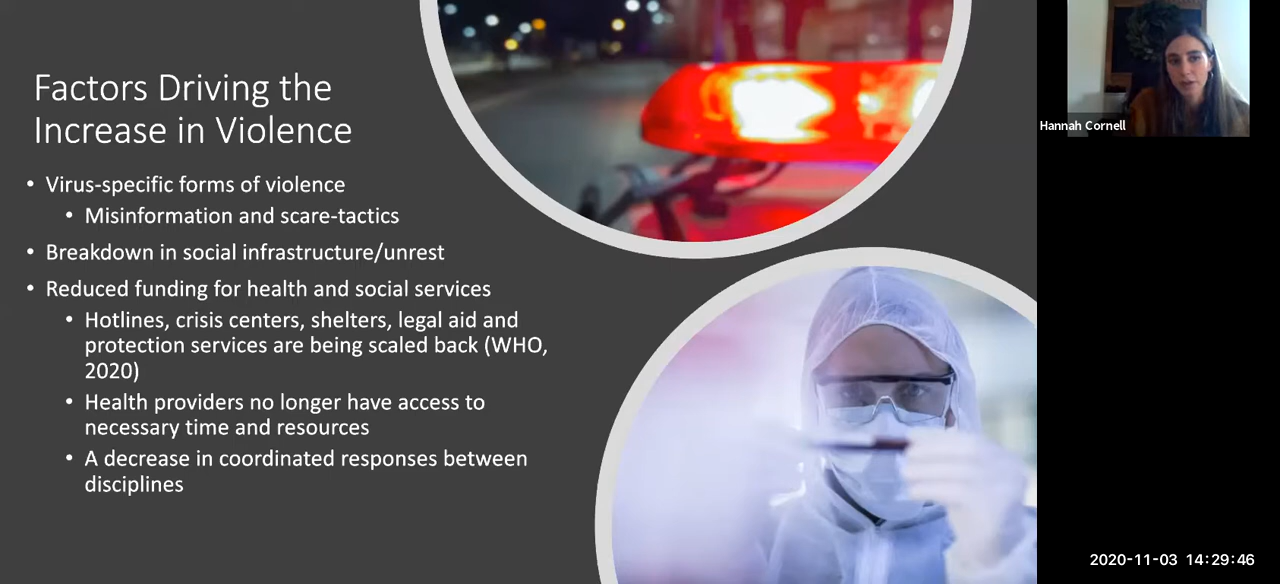 Factors Driving the
Increase in Violence
• Virus-specific forms of violence
• Misinformation and scare-tactics
• Breakdown in social infrastructure/unrest
• Reduced funding for health and social services
• Hotlines, crisis centers, shelters, legal aid and
protection services are being scaled back (WHO,
2020)
• Health providers no longer have access to
necessary time and resources
• A decrease in coordinated responses between
disciplines
Hannah Cornell
2020-11-03 14:29:46